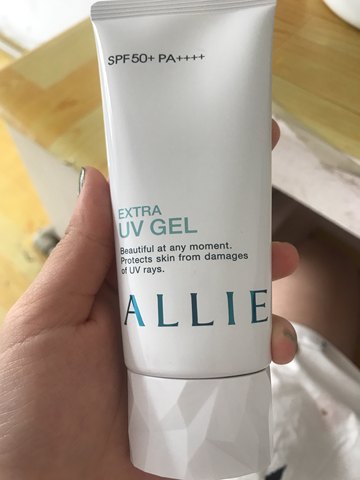 SPF50+ PA++++
EXTRA
UV GEL
Beautiful at any moment.
Protects skin from damages
of UV rays.
ALLIE